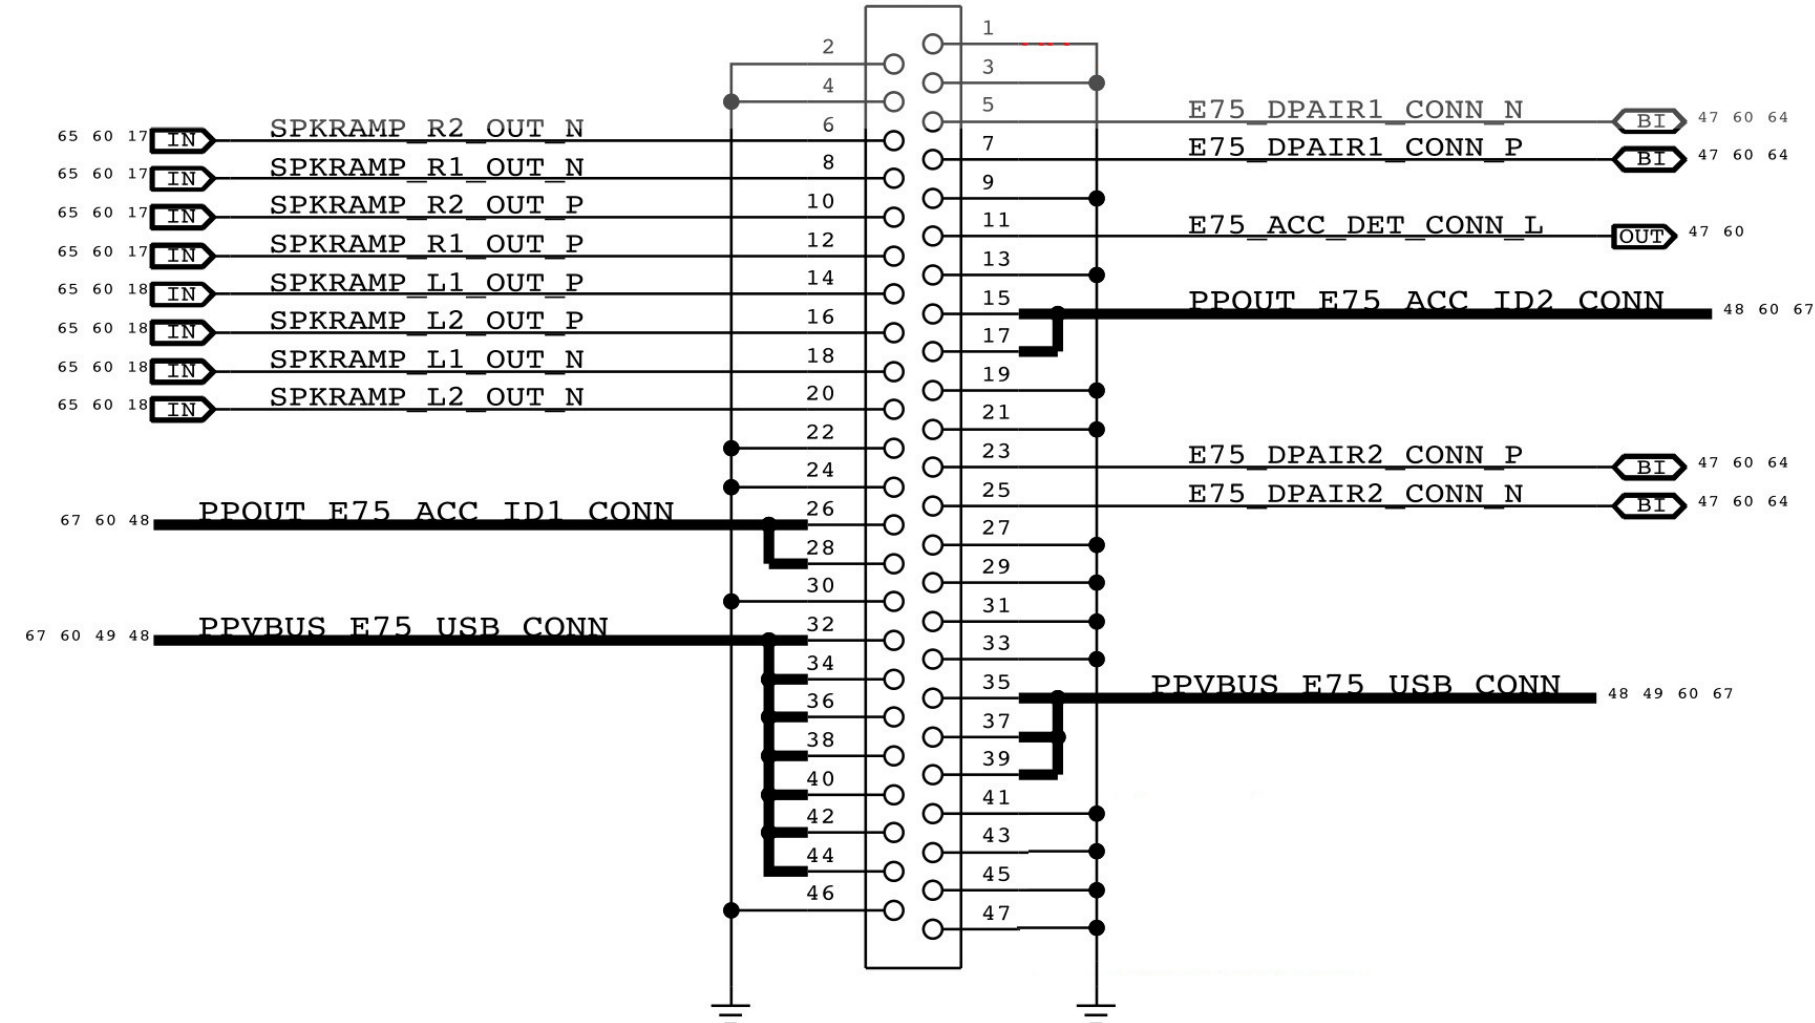 1
2
3
4
5 E75_DPAIR1_CONN_N BI 47 60 64
65 60 17 IN SPKRAMP_R2_OUT_N 6
7 E75_DPAIR1_CONN_P BI 47 60 64
65 60 17 IN SPKRAMP_R1_OUT_N 8
9
65 60 17 IN SPKRAMP_R2_OUT_P 10
11 E75_ACC_DET_CONN_L OUT 47 60
65 60 17 IN SPKRAMP_R1_OUT_P 12
13
65 60 18 IN SPKRAMP_L1_OUT_P 14
15 PPOUT_E75_ACC_ID2_CONN 48 60 67
65 60 18 IN SPKRAMP_L2_OUT_P 16
17
65 60 18 IN SPKRAMP_L1_OUT_N 18
19
65 60 18 IN SPKRAMP_L2_OUT_N 20
21
22
23 E75_DPAIR2_CONN_P BI 47 60 64
24
25 E75_DPAIR2_CONN_N BI 47 60 64
67 60 48 PPOUT_E75_ACC_ID1_CONN 26
27
28
29
30
31
67 60 49 48 PPVBUS_E75_USB_CONN 32
33
34
35 PPVBUS_E75_USB_CONN 48 49 60 67
36
37
38
39
40
41
42
43
44
45
46
47